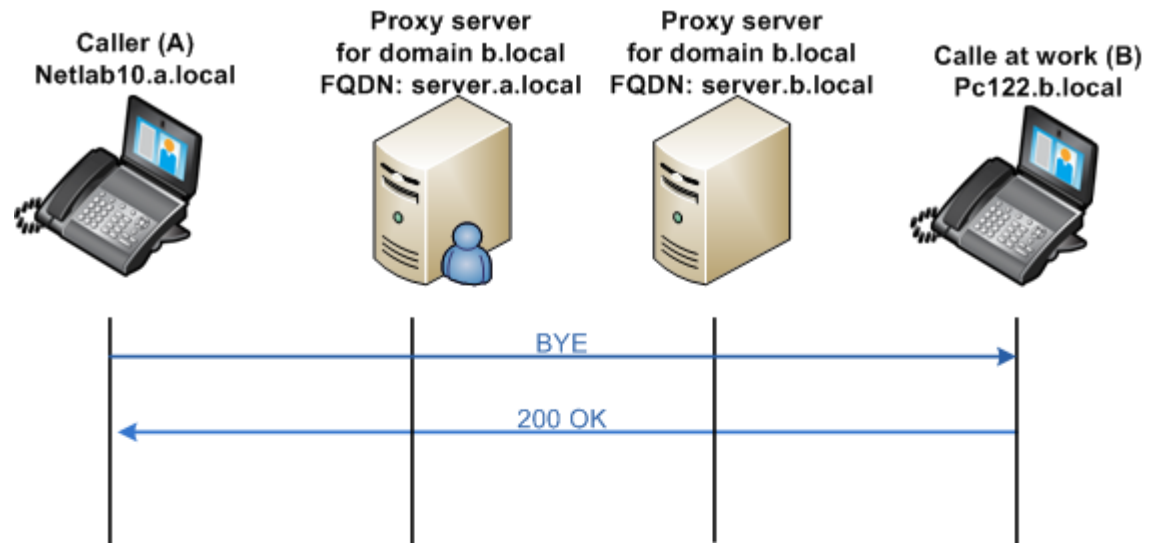 Caller (A)
Netlab10.a.local
Proxy server
for domain b.local
FQDN: server.a.local
Proxy server
for domain b.local
FQDN: server.b.local
Calle at work (B)
Pc122.b.local
BYE
200 OK